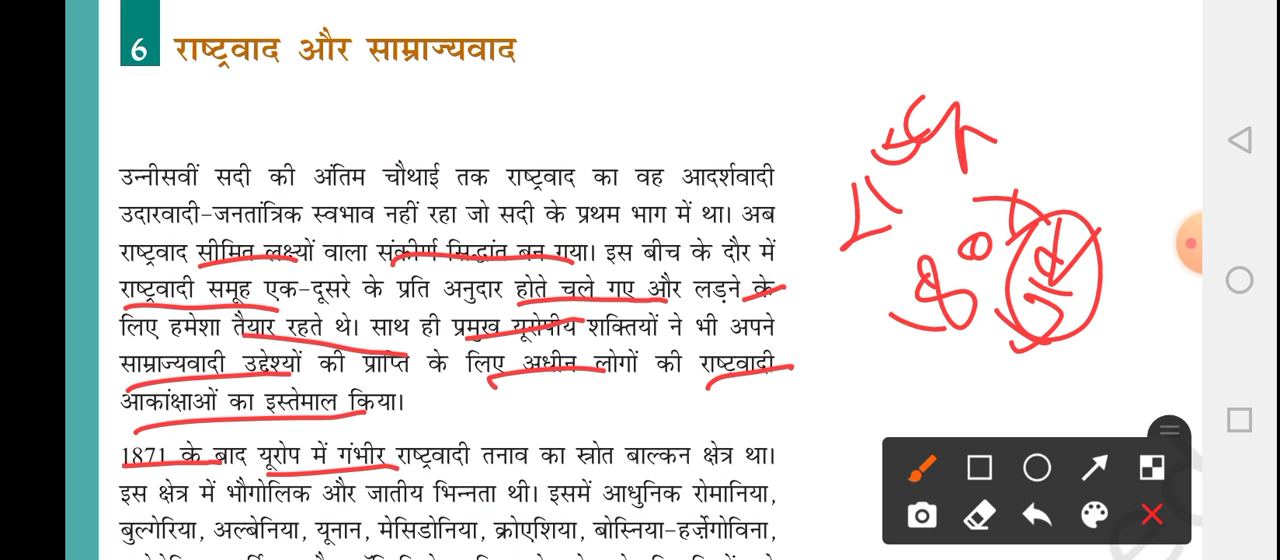 6 राष्ट्रवाद और साम्राज्यवाद
उन्नीसवीं सदी की अंतिम चौथाई तक राष्ट्रवाद का वह आदर्शवादी
उदारवादी-जनतांत्रिक स्वभाव नहीं रहा जो सदी के प्रथम भाग में था। अब
राष्ट्रवाद सीमित लक्ष्यों वाला संकीर्ण सिद्धांत बन गया। इस बीच के दौर में
राष्ट्रवादी समूह एक-दूसरे के प्रति अनुदार होते चले गए और लड़ने के
लिए हमेशा तैयार रहते थे। साथ ही प्रमुख यूरोपीय शक्तियों ने भी अपने
साम्राज्यवादी उद्देश्यों की प्राप्ति के लिए अधीन लोगों की राष्ट्रवादी
आकांक्षाओं का इस्तेमाल किया।
1871 के बाद यूरोप में गंभीर राष्ट्रवादी तनाव का स्रोत बाल्कन क्षेत्र था।
इस क्षेत्र में भौगोलिक और जातीय भिन्नता थी। इसमें आधुनिक रोमानिया,
बुल्गेरिया, अल्बेनिया, यूनान, मेसिडोनिया, क्रोएशिया, बोस्निया-हर्ज़ेगोविना,